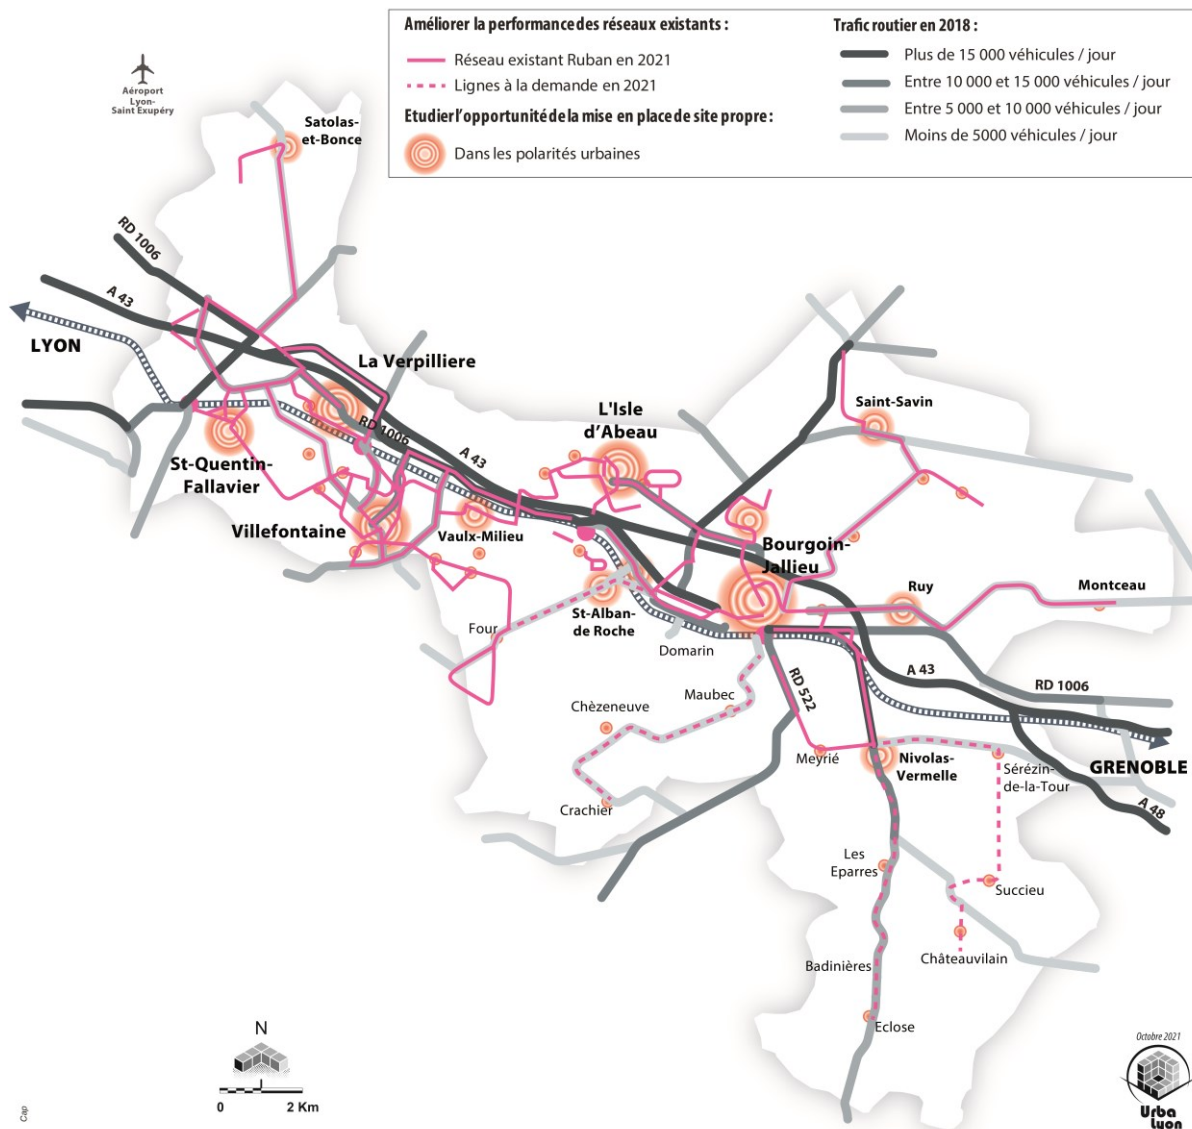 Améliorer la performance des réseaux existants :
Réseau existant Ruban en 2021
Lignes à la demande en 2021
Etudier l'opportunité de la mise en place de site propre :
Dans les polarités urbaines
Trafic routier en 2018 :
Plus de 15 000 véhicules / jour
Entre 10 000 et 15 000 véhicules / jour
Entre 5 000 et 10 000 véhicules / jour
Moins de 5000 véhicules / jour
Aéroport
Lyon-
Saint Exupéry
Satolas-
et-Bonce
RD 1006
A 43
LYON
La Verpilliere
RD 1006
A 43
L'Isle
d'Abeau
Saint-Savin
St-Quentin-
Fallavier
Villefontaine
Vaulx-Milieu
Bourgoin-
Jallieu
Ruy
Montceau
St-Alban-
de Roche
Four
Domarin
Maubec
RD 522
A 43
RD 1006
Chèzeneuve
Meyrié
Nivolas-
Vermelle
Sérézin-
de-la-Tour
GRENOBLE
A 48
Crachier
Les
Eparres
Succieu
Badinières
Châteauvilain
Eclose
N
0 2 Km
Cap
Octobre 2021
Urba
Lyon